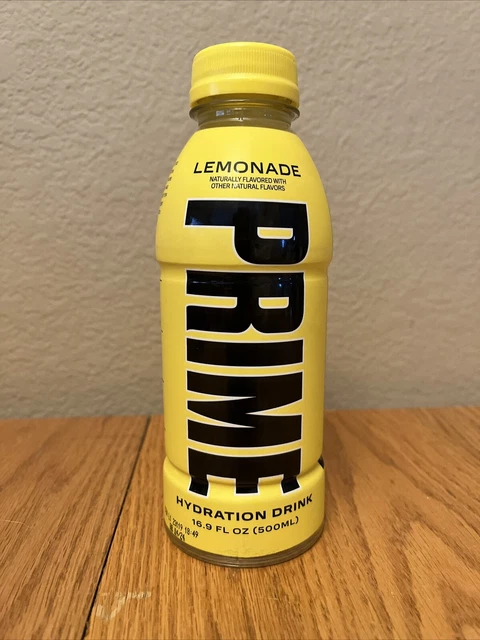 LEMONADE
NATURALLY FLAVORED WITH
OTHER NATURAL FLAVORS
PRIME
HYDRATION DRINK
16.9 FL OZ (500ML)